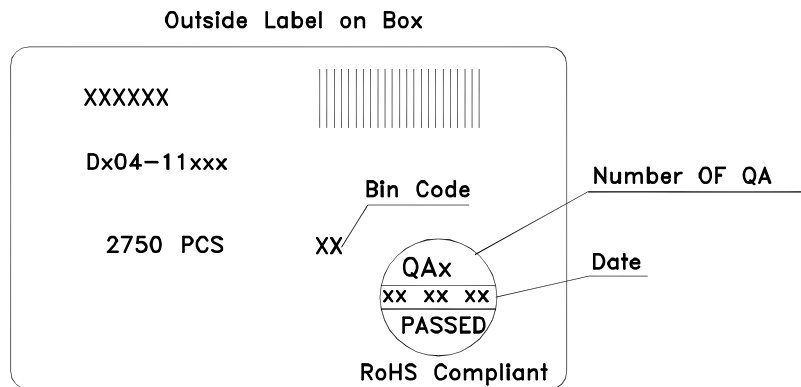 Outside Label on Box
XXXXXX
Dx04-11xxx
Bin Code
Number OF QA
2750 PCS
XX
QAx
Date
xx xx xx
PASSED
RoHS Compliant